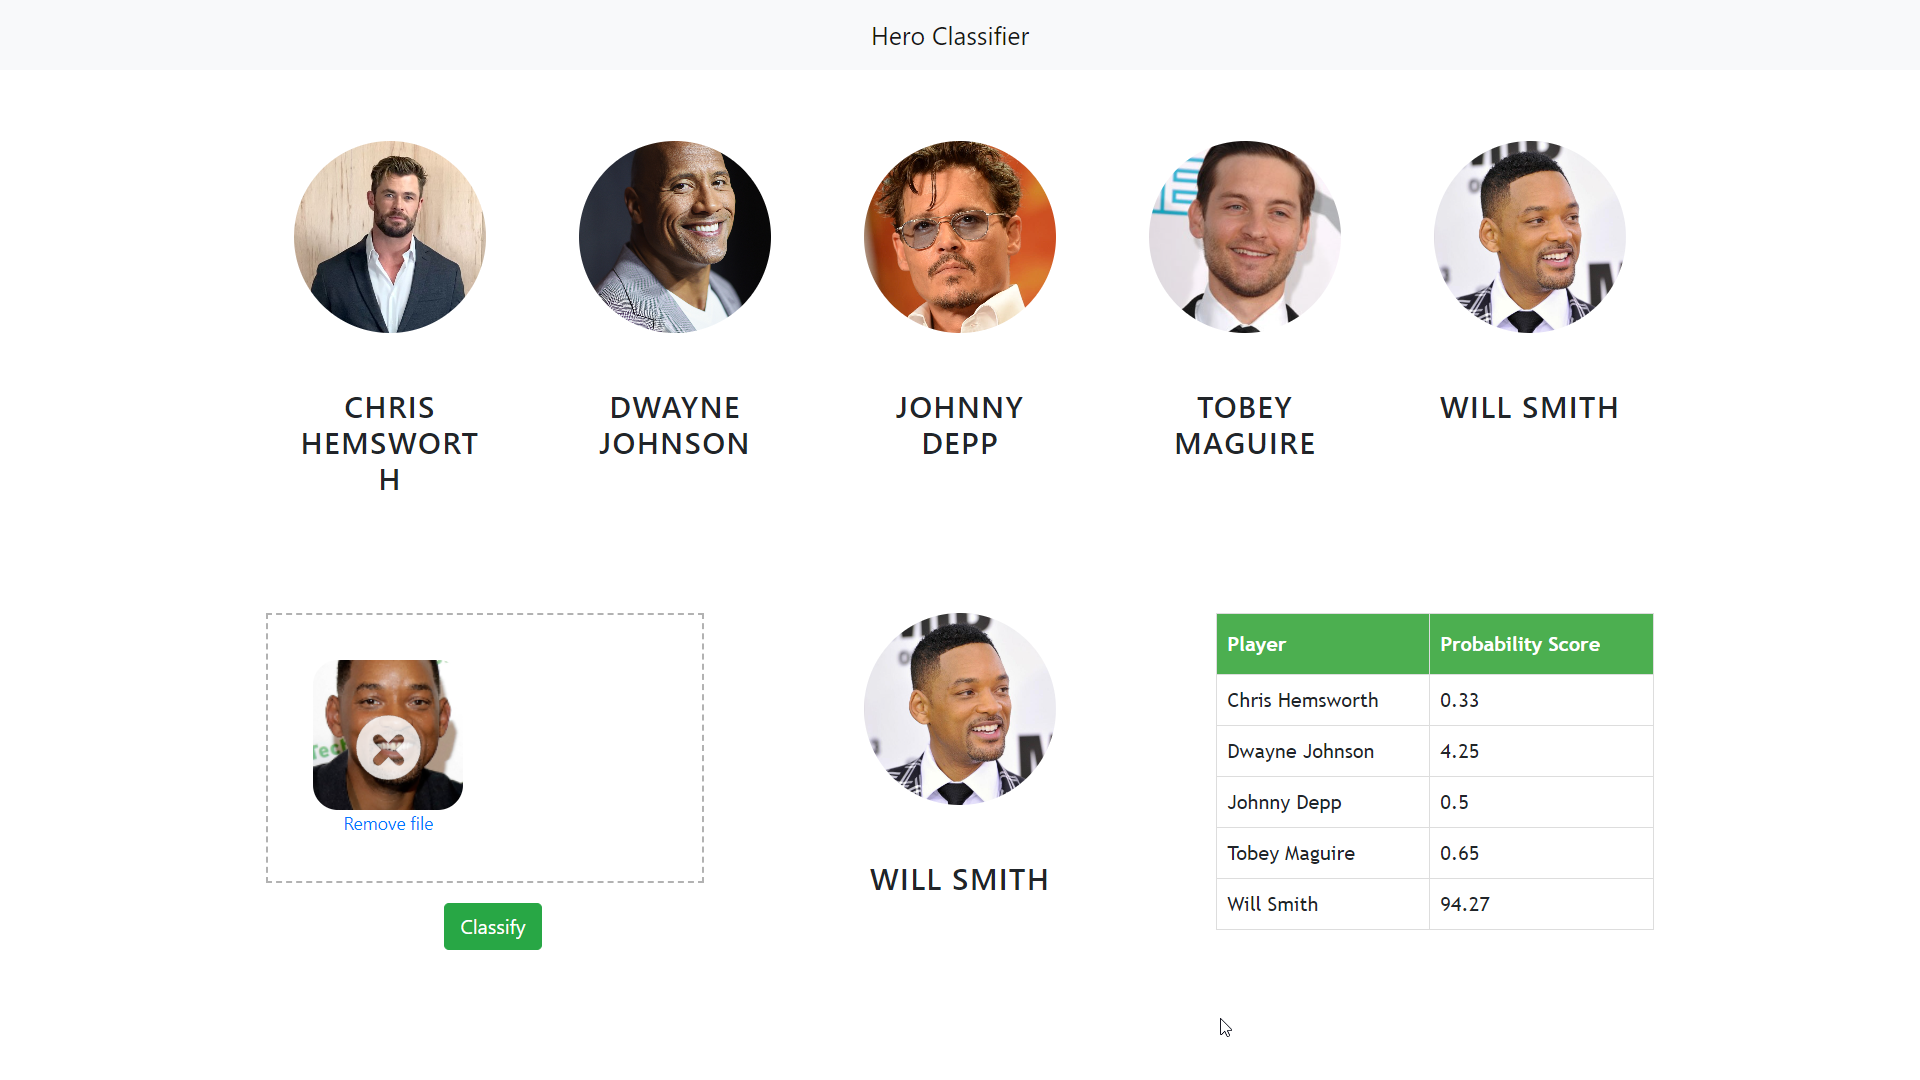 Hero Classifier
CHRIS
HEMSWORT
H
DWAYNE
JOHNSON
JOHNNY
DEPP
TOBEY
MAGUIRE
WILL SMITH
Tech
Remove file
Classify
WILL SMITH
Player Probability Score
Chris Hemsworth 0.33
Dwayne Johnson 4.25
Johnny Depp 0.5
Tobey Maguire 0.65
Will Smith 94.27